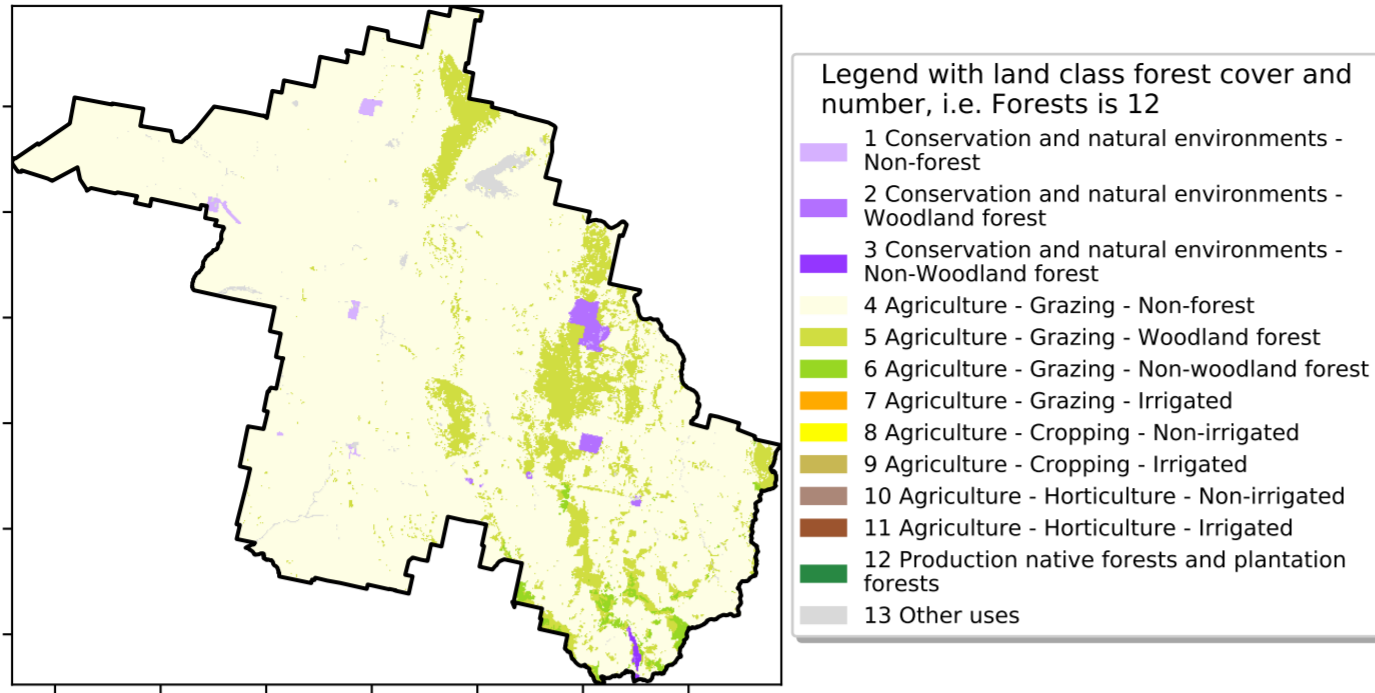 Legend with land class forest cover and
number, i.e. Forests is 12
1 Conservation and natural environments -
Non-forest
2 Conservation and natural environments -
Woodland forest
3 Conservation and natural environments -
Non-Woodland forest
4 Agriculture - Grazing - Non-forest
5 Agriculture - Grazing - Woodland forest
6 Agriculture - Grazing - Non-woodland forest
7 Agriculture - Grazing - Irrigated
8 Agriculture - Cropping - Non-irrigated
9 Agriculture - Cropping - Irrigated
10 Agriculture - Horticulture - Non-irrigated
11 Agriculture - Horticulture - Irrigated
12 Production native forests and plantation
forests
13 Other uses